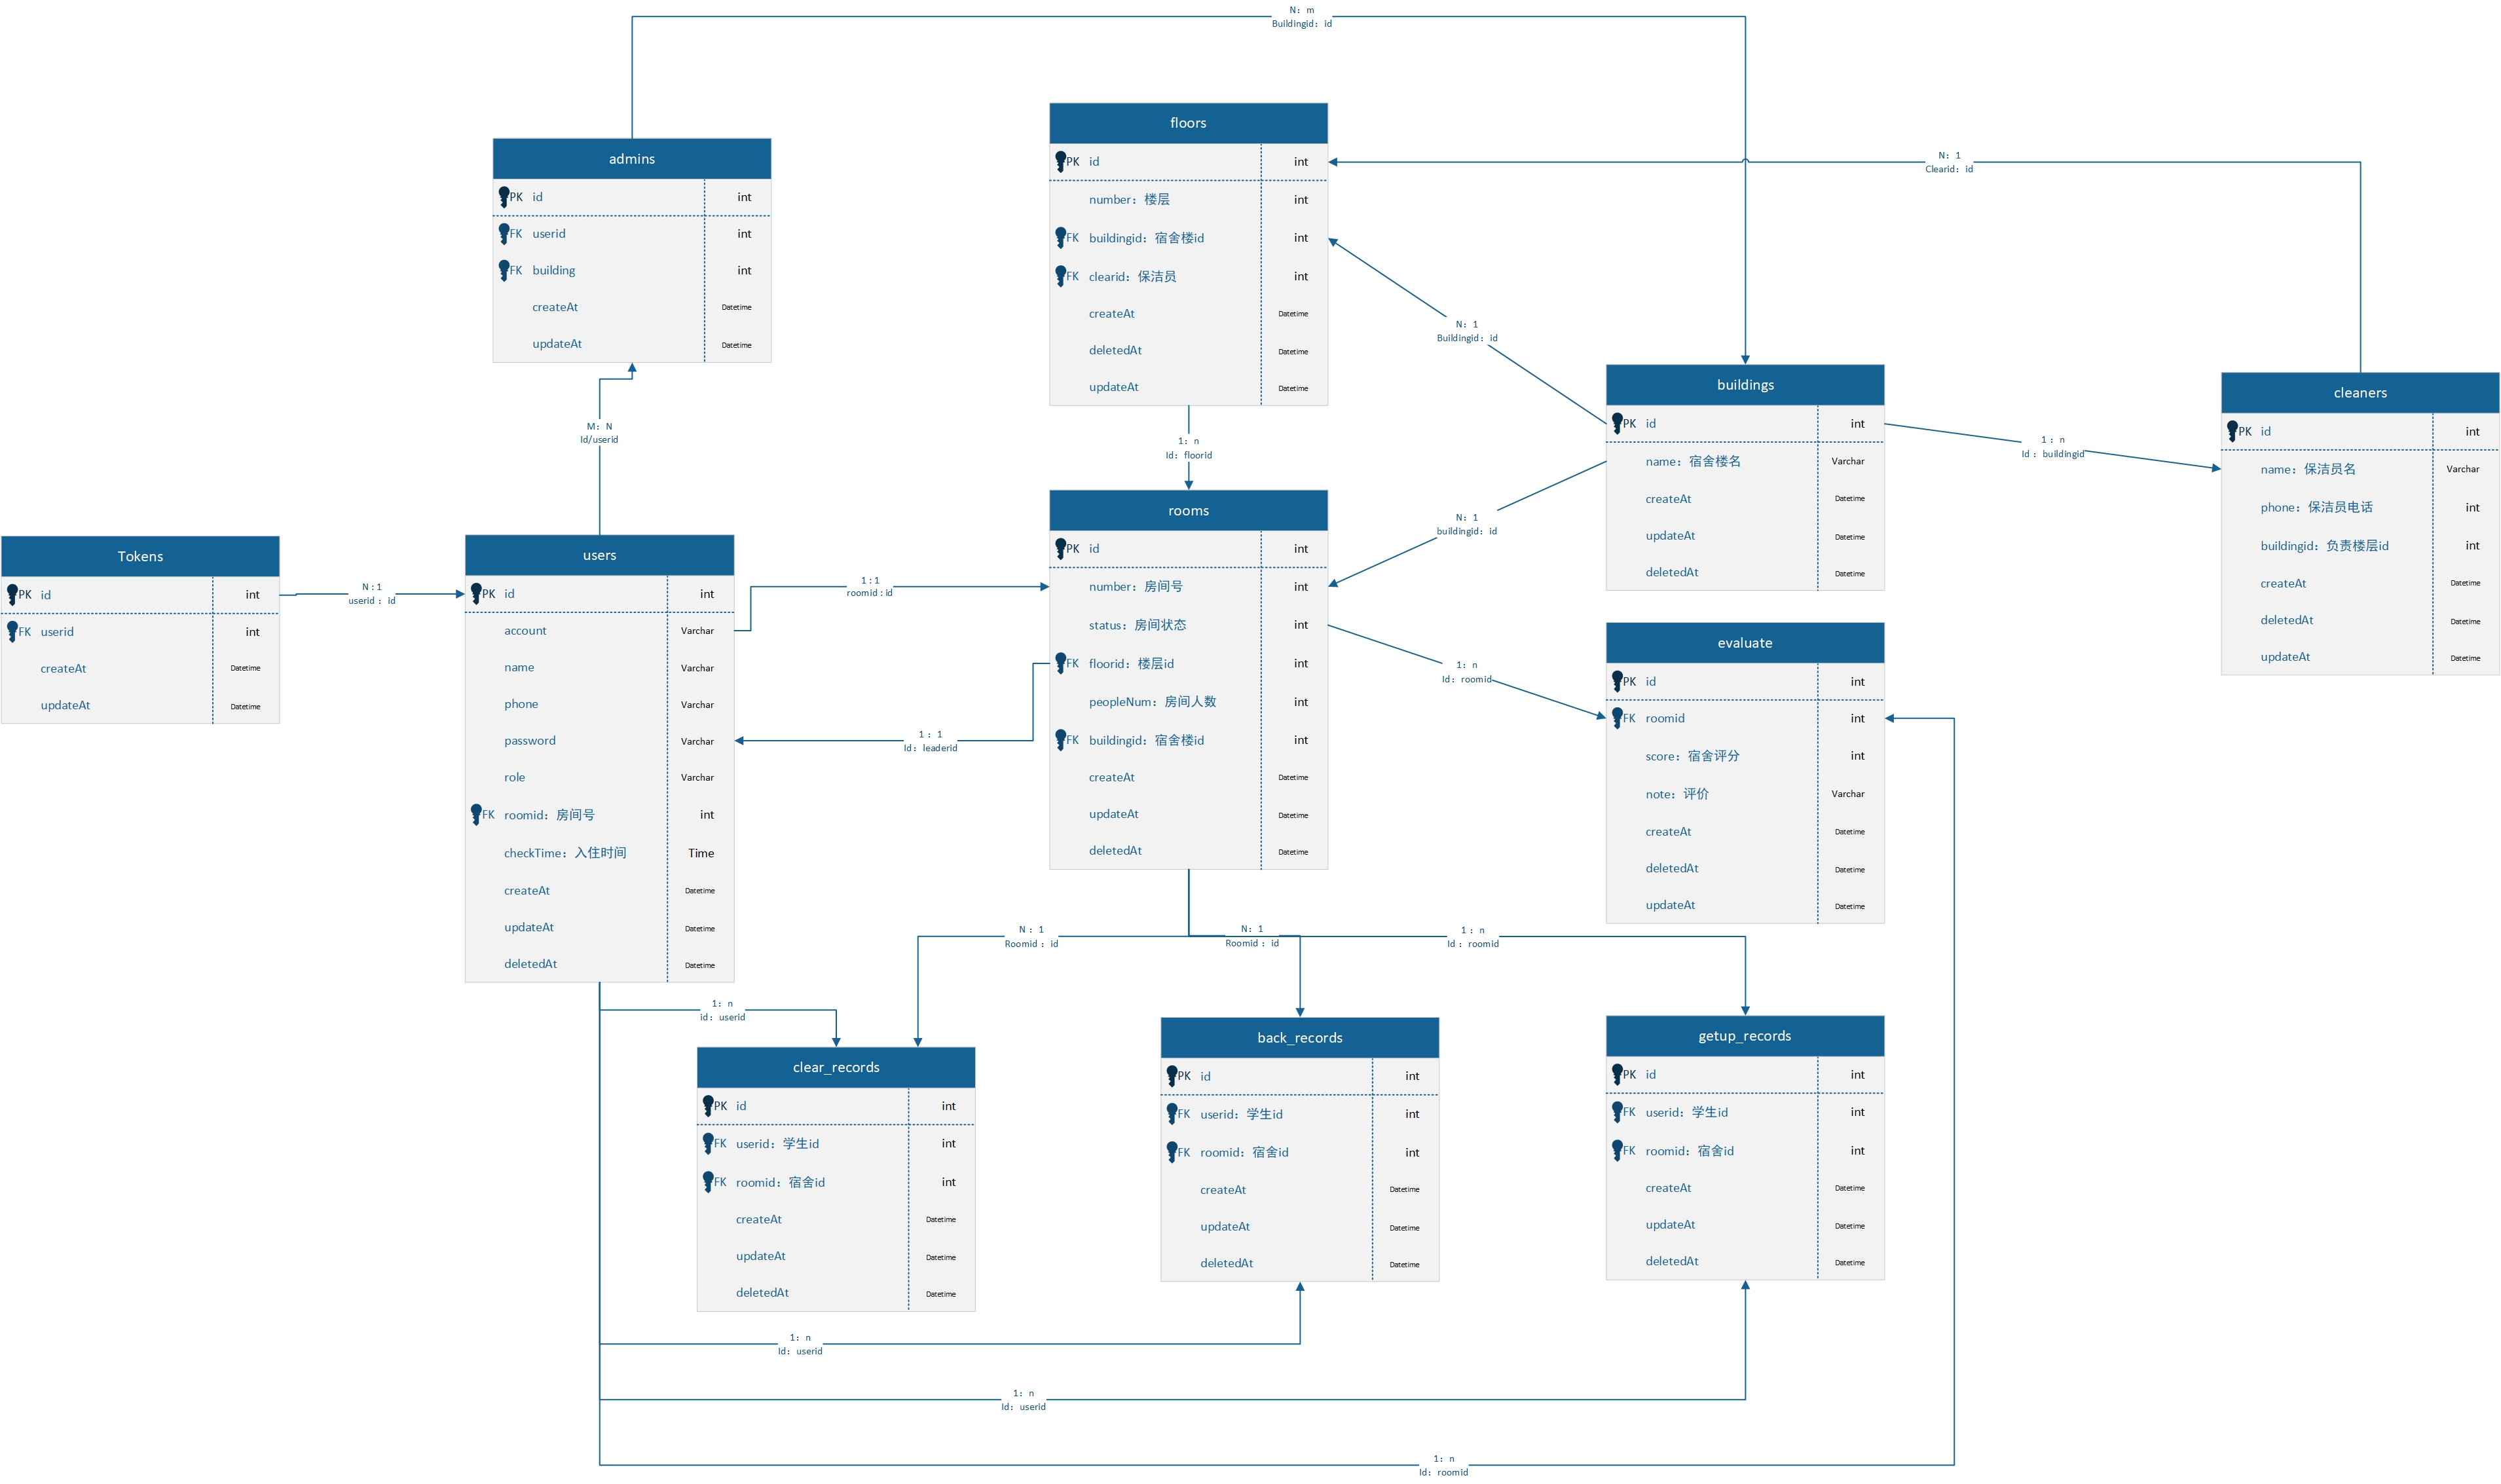 N：m
Buildingid：id
floors
PK id int
number：楼层 int
FK buildingid：宿舍楼id int
FK clearid：保洁员 int
createAt Datetime
deletedAt Datetime
updateAt Datetime
admins
PK id int
FK userid int
FK building int
createAt Datetime
updateAt Datetime
N：1
Clearid：id
N：1
Buildingid：id
buildings
PK id int
name：宿舍楼名 Varchar
createAt Datetime
updateAt Datetime
deletedAt Datetime
cleaners
PK id int
name：保洁员名 Varchar
phone：保洁员电话 int
buildingid：负责楼层id int
createAt Datetime
deletedAt Datetime
updateAt Datetime
1：n
Id：buildingid
M：N
Id/userid
1：n
Id：floorid
N：1
buildingid：id
Tokens
PK id int
FK userid int
createAt Datetime
updateAt Datetime
N：1
userid：id
users
PK id int
account Varchar
name Varchar
phone Varchar
password Varchar
role Varchar
FK roomid：房间号 int
checkTime：入住时间 Time
createAt Datetime
updateAt Datetime
deletedAt Datetime
1：1
roomid：id
1：1
Id：leaderid
rooms
PK id int
number：房间号 int
status：房间状态 int
FK floorid：楼层id int
peopleNum：房间人数 int
FK buildingid：宿舍楼id int
createAt Datetime
updateAt Datetime
deletedAt Datetime
1：n
Id：roomid
evaluate
PK id int
FK roomid int
score：宿舍评分 int
note：评价 Varchar
createAt Datetime
deletedAt Datetime
updateAt Datetime
N：1
Roomid：id
N：1
Roomid：id
1：n
Id：roomid
1：n
id：userid
clear_records
PK id int
FK userid：学生id int
FK roomid：宿舍id int
createAt Datetime
updateAt Datetime
deletedAt Datetime
back_records
PK id int
FK userid：学生id int
FK roomid：宿舍id int
createAt Datetime
updateAt Datetime
deletedAt Datetime
getup_records
PK id int
FK userid：学生id int
FK roomid：宿舍id int
createAt Datetime
updateAt Datetime
deletedAt Datetime
1：n
Id：userid
1：n
Id：userid
1：n
Id：roomid